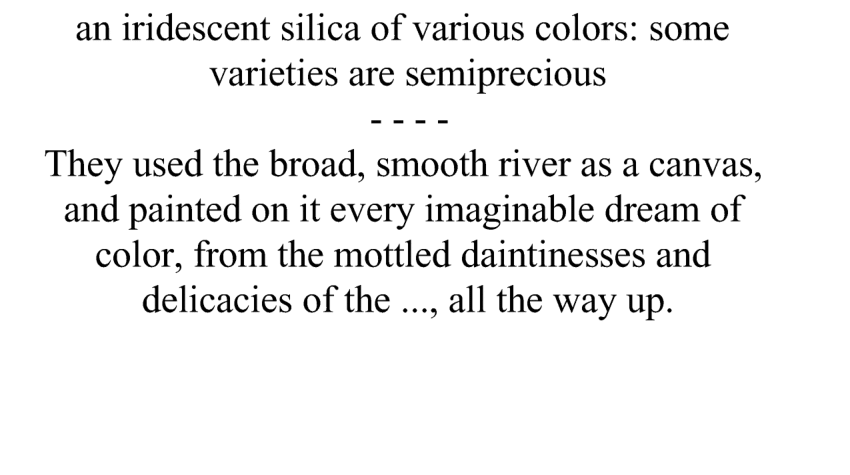 an iridescent silica of various colors: some
varieties are semiprecious
- - - -
They used the broad, smooth river as a canvas,
and painted on it every imaginable dream of
color, from the mottled daintinesses and
delicacies of the ..., all the way up.